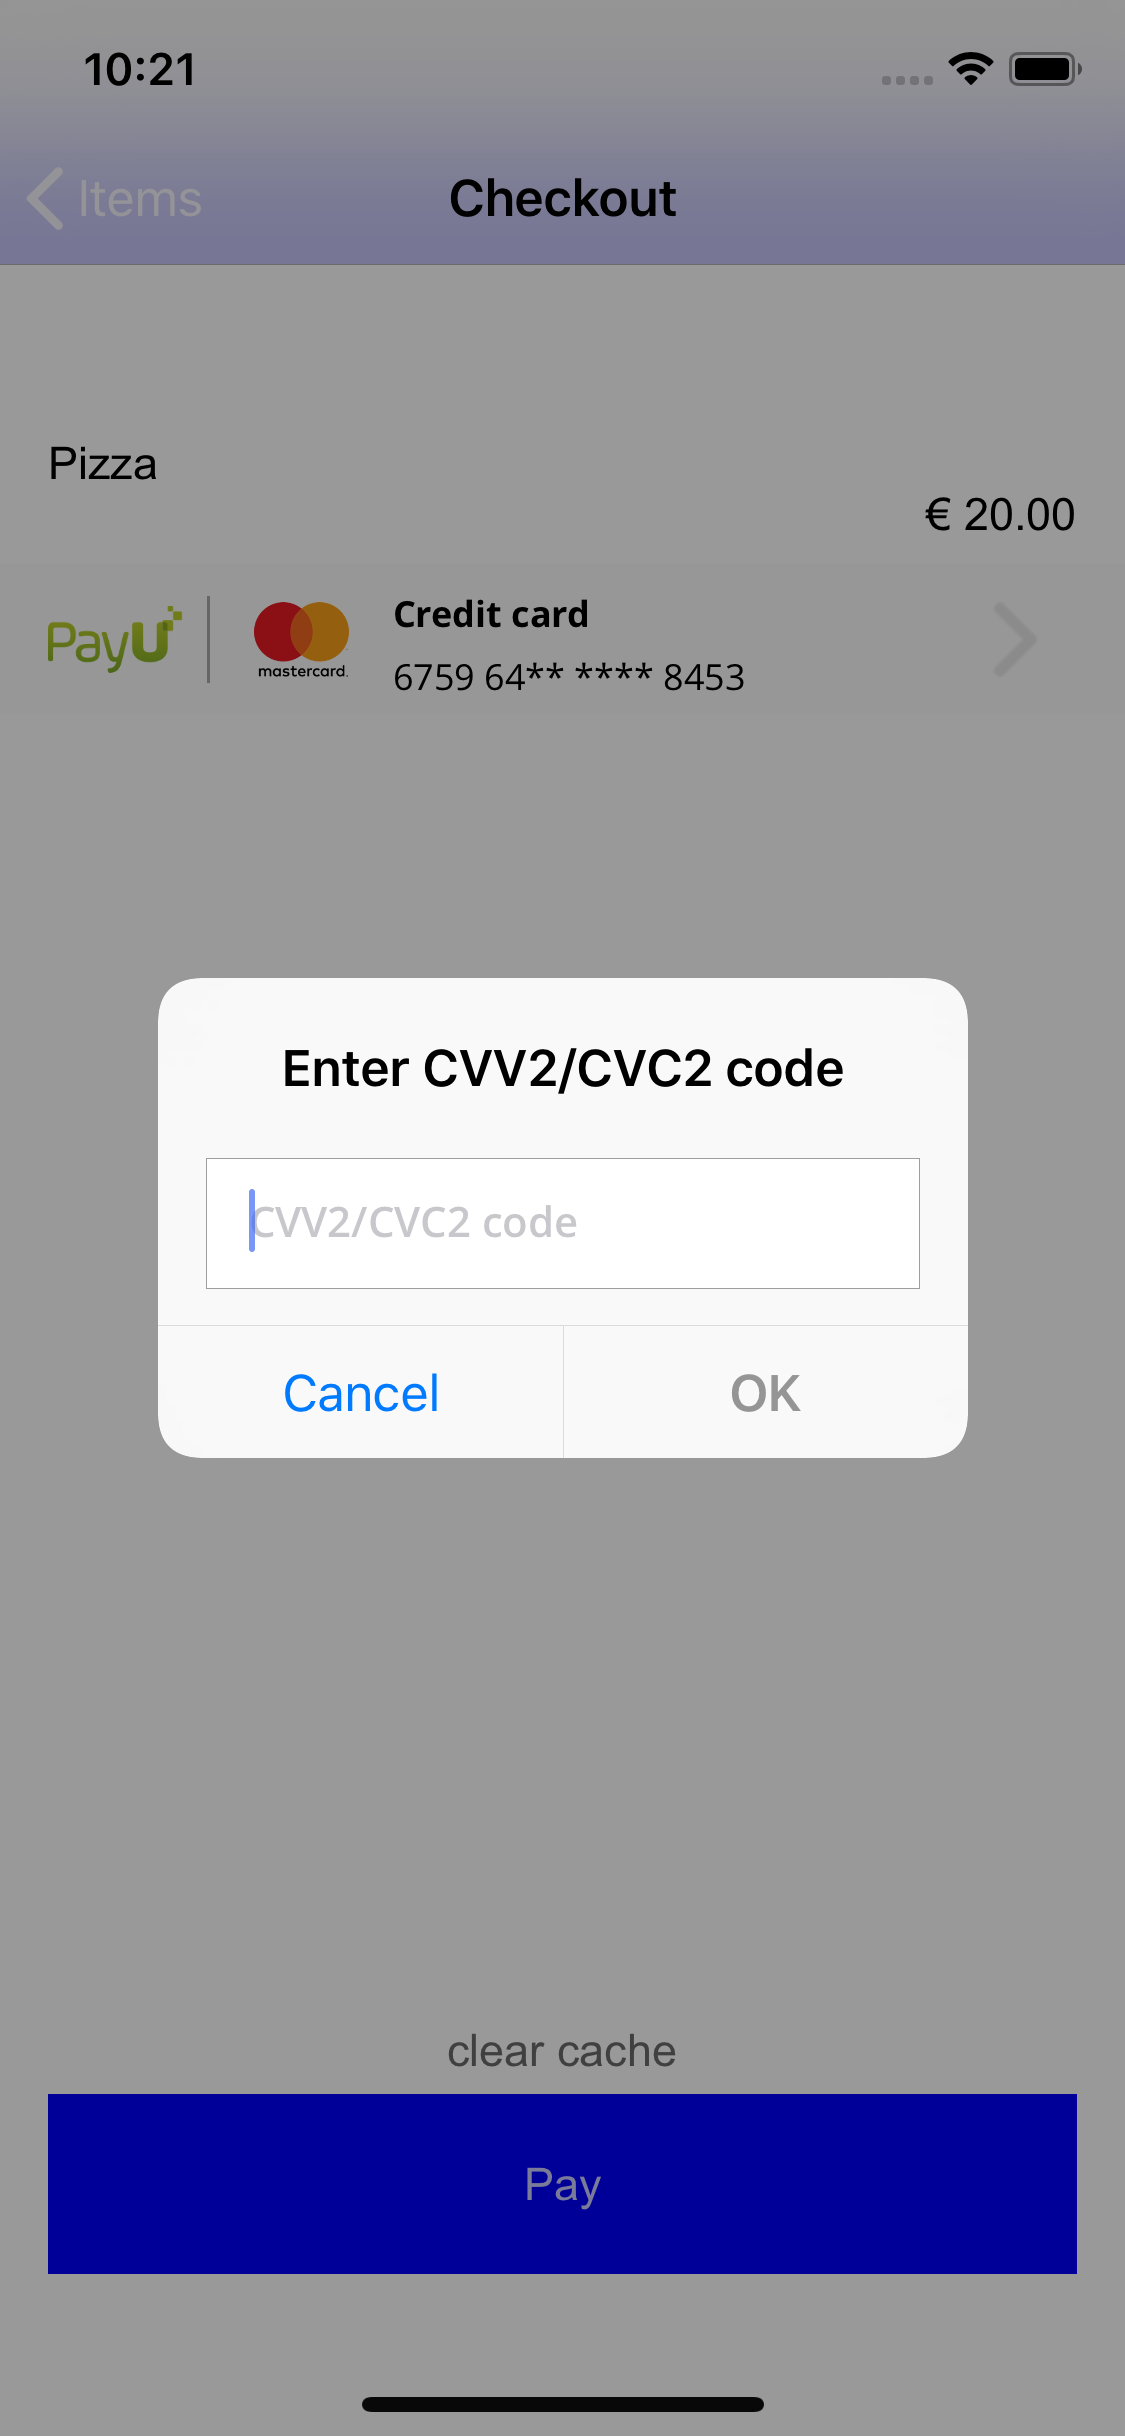 10:21
Items
Checkout
Pizza
€ 20.00
PayU
mastercard.
Credit card
6759 64** **** 8453
Enter CVV2/CVC2 code
CVV2/CVC2 code
Cancel
OK
clear cache
Pay